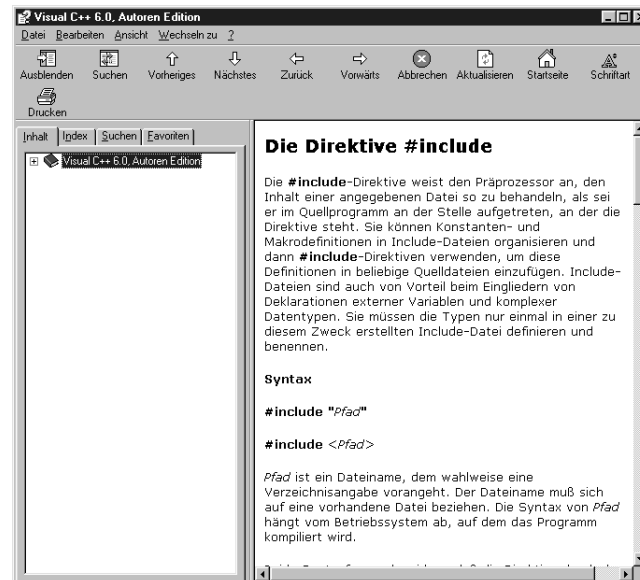 Visual C++ 6.0, Autoren Edition
Datei Bearbeiten Ansicht Wechseln zu ?
Ausblenden Suchen Vorheriges Nächstes Zurück Vorwärts Abbrechen Aktualisieren Startseite Schriftart
Drucken
Inhalt Index Suchen Favoriten
Visual C++ 6.0, Autoren Edition
Die Direktive #include
Die #include-Direktive weist den Präprozessor an, den
Inhalt einer angegebenen Datei so zu behandeln, als sei
er im Quellprogramm an der Stelle aufgetreten, an der die
Direktive steht. Sie können Konstanten- und
Makrodefinitionen in Include-Dateien organisieren und
dann #include-Direktiven verwenden, um diese
Definitionen in beliebige Quelldateien einzufügen. Include-
Dateien sind auch von Vorteil beim Eingliedern von
Deklarationen externer Variablen und komplexer
Datentypen. Sie müssen die Typen nur einmal in einer zu
diesem Zweck erstellten Include-Datei definieren und
benennen.
Syntax
#include "Pfad"
#include <Pfad>
Pfad ist ein Dateiname, dem wahlweise eine
Verzeichnisangabe vorangeht. Der Dateiname muß sich
auf eine vorhandene Datei beziehen. Die Syntax von Pfad
hängt vom Betriebssystem ab, auf dem das Programm
kompiliert wird.